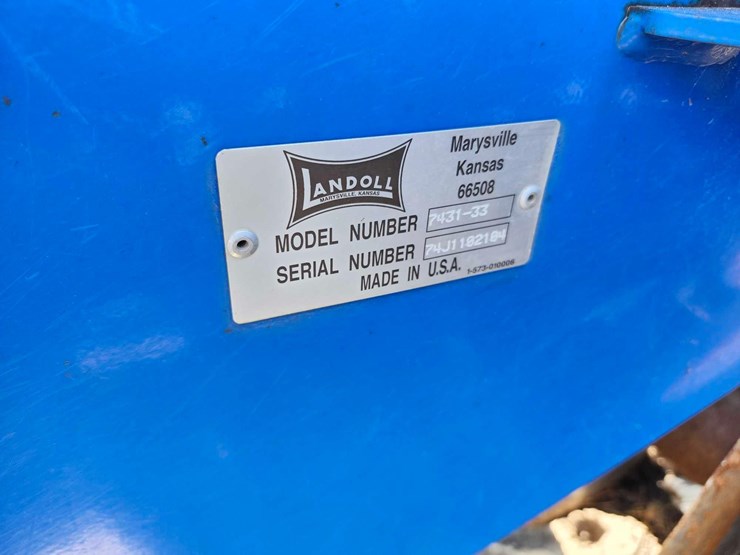 LANDOLL
MARYSVILLE, KANSAS
Marysville
Kansas
66508
MODEL NUMBER 7431-33
SERIAL NUMBER 74J1182184
MADE IN U.S.A. 1-573-010006